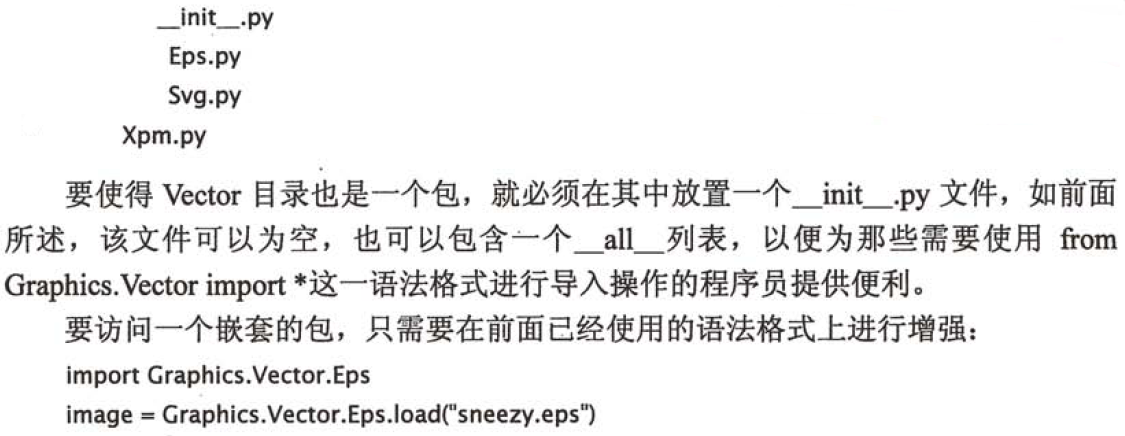 __init__.py
Eps.py
Svg.py
Xpm.py
要使得 Vector 目录也是一个包，就必须在其中放置一个__init__.py 文件，如前面
所述，该文件可以为空，也可以包含一个__all__列表，以便为那些需要使用 from
Graphics.Vector import *这一语法格式进行导入操作的程序员提供便利。
要访问一个嵌套的包，只需要在前面已经使用的语法格式上进行增强：
import Graphics.Vector.Eps
image = Graphics.Vector.Eps.load("sneezy.eps")